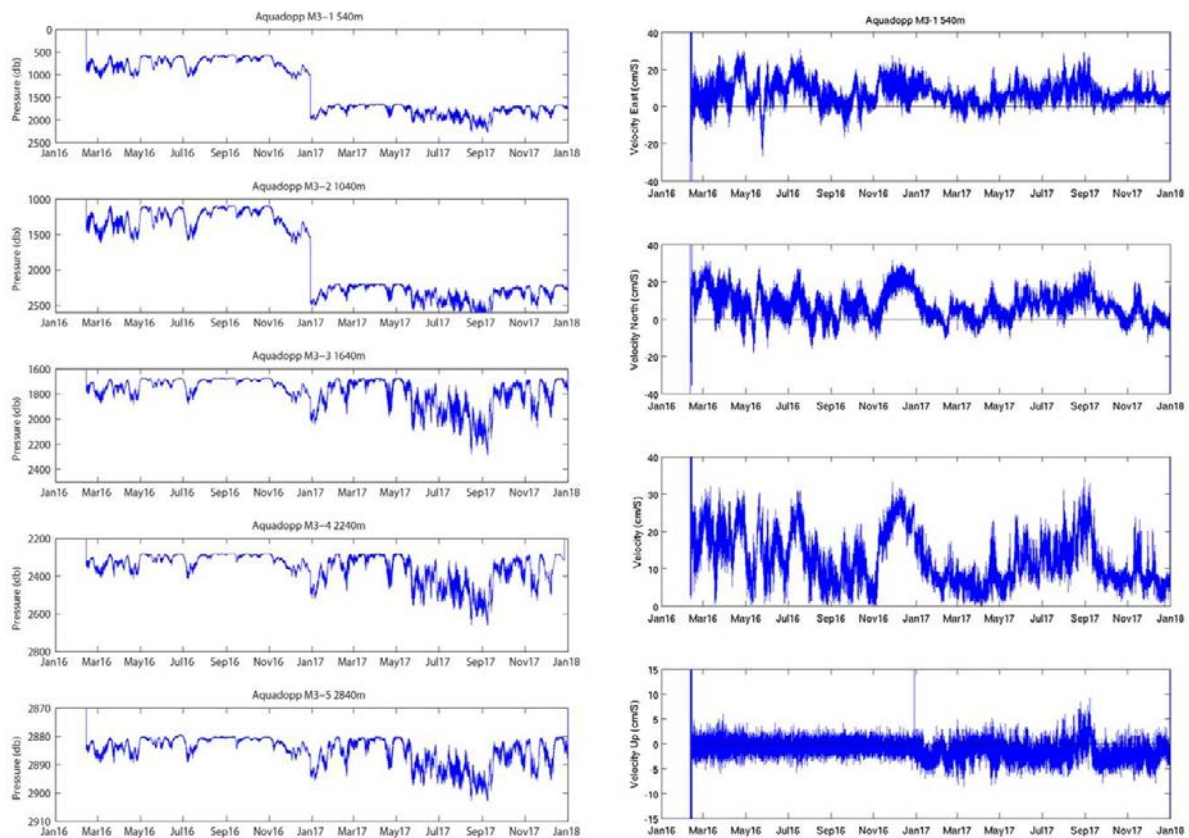 Aquadopp M3−1 540m
Pressure (db)
0
500
1000
1500
2000
2500
Jan16 Mar16 May16 Jul16 Sep16 Nov16 Jan17 Mar17 May17 Jul17 Sep17 Nov17 Jan18
Aquadopp M3−2 1040m
Pressure (db)
1000
1500
2000
2500
Jan16 Mar16 May16 Jul16 Sep16 Nov16 Jan17 Mar17 May17 Jul17 Sep17 Nov17 Jan18
Aquadopp M3−3 1640m
Pressure (db)
1600
1800
2000
2200
2400
Jan16 Mar16 May16 Jul16 Sep16 Nov16 Jan17 Mar17 May17 Jul17 Sep17 Nov17 Jan18
Aquadopp M3−4 2240m
Pressure (db)
2200
2400
2600
2800
Jan16 Mar16 May16 Jul16 Sep16 Nov16 Jan17 Mar17 May17 Jul17 Sep17 Nov17 Jan18
Aquadopp M3−5 2840m
Pressure (db)
2870
2880
2890
2900
2910
Jan16 Mar16 May16 Jul16 Sep16 Nov16 Jan17 Mar17 May17 Jul17 Sep17 Nov17 Jan18
Aquadopp M3-1 540m
Velocity East (cm/S)
40
20
0
-20
-40
Jan16 Mar16 May16 Jul16 Sep16 Nov16 Jan17 Mar17 May17 Jul17 Sep17 Nov17 Jan18
Velocity North (cm/S)
40
20
0
-20
-40
Jan16 Mar16 May16 Jul16 Sep16 Nov16 Jan17 Mar17 May17 Jul17 Sep17 Nov17 Jan18
Velocity (cm/S)
40
30
20
10
0
Jan16 Mar16 May16 Jul16 Sep16 Nov16 Jan17 Mar17 May17 Jul17 Sep17 Nov17 Jan18
Velocity Up (cm/S)
15
10
5
0
-5
-10
-15
Jan16 Mar16 May16 Jul16 Sep16 Nov16 Jan17 Mar17 May17 Jul17 Sep17 Nov17 Jan18